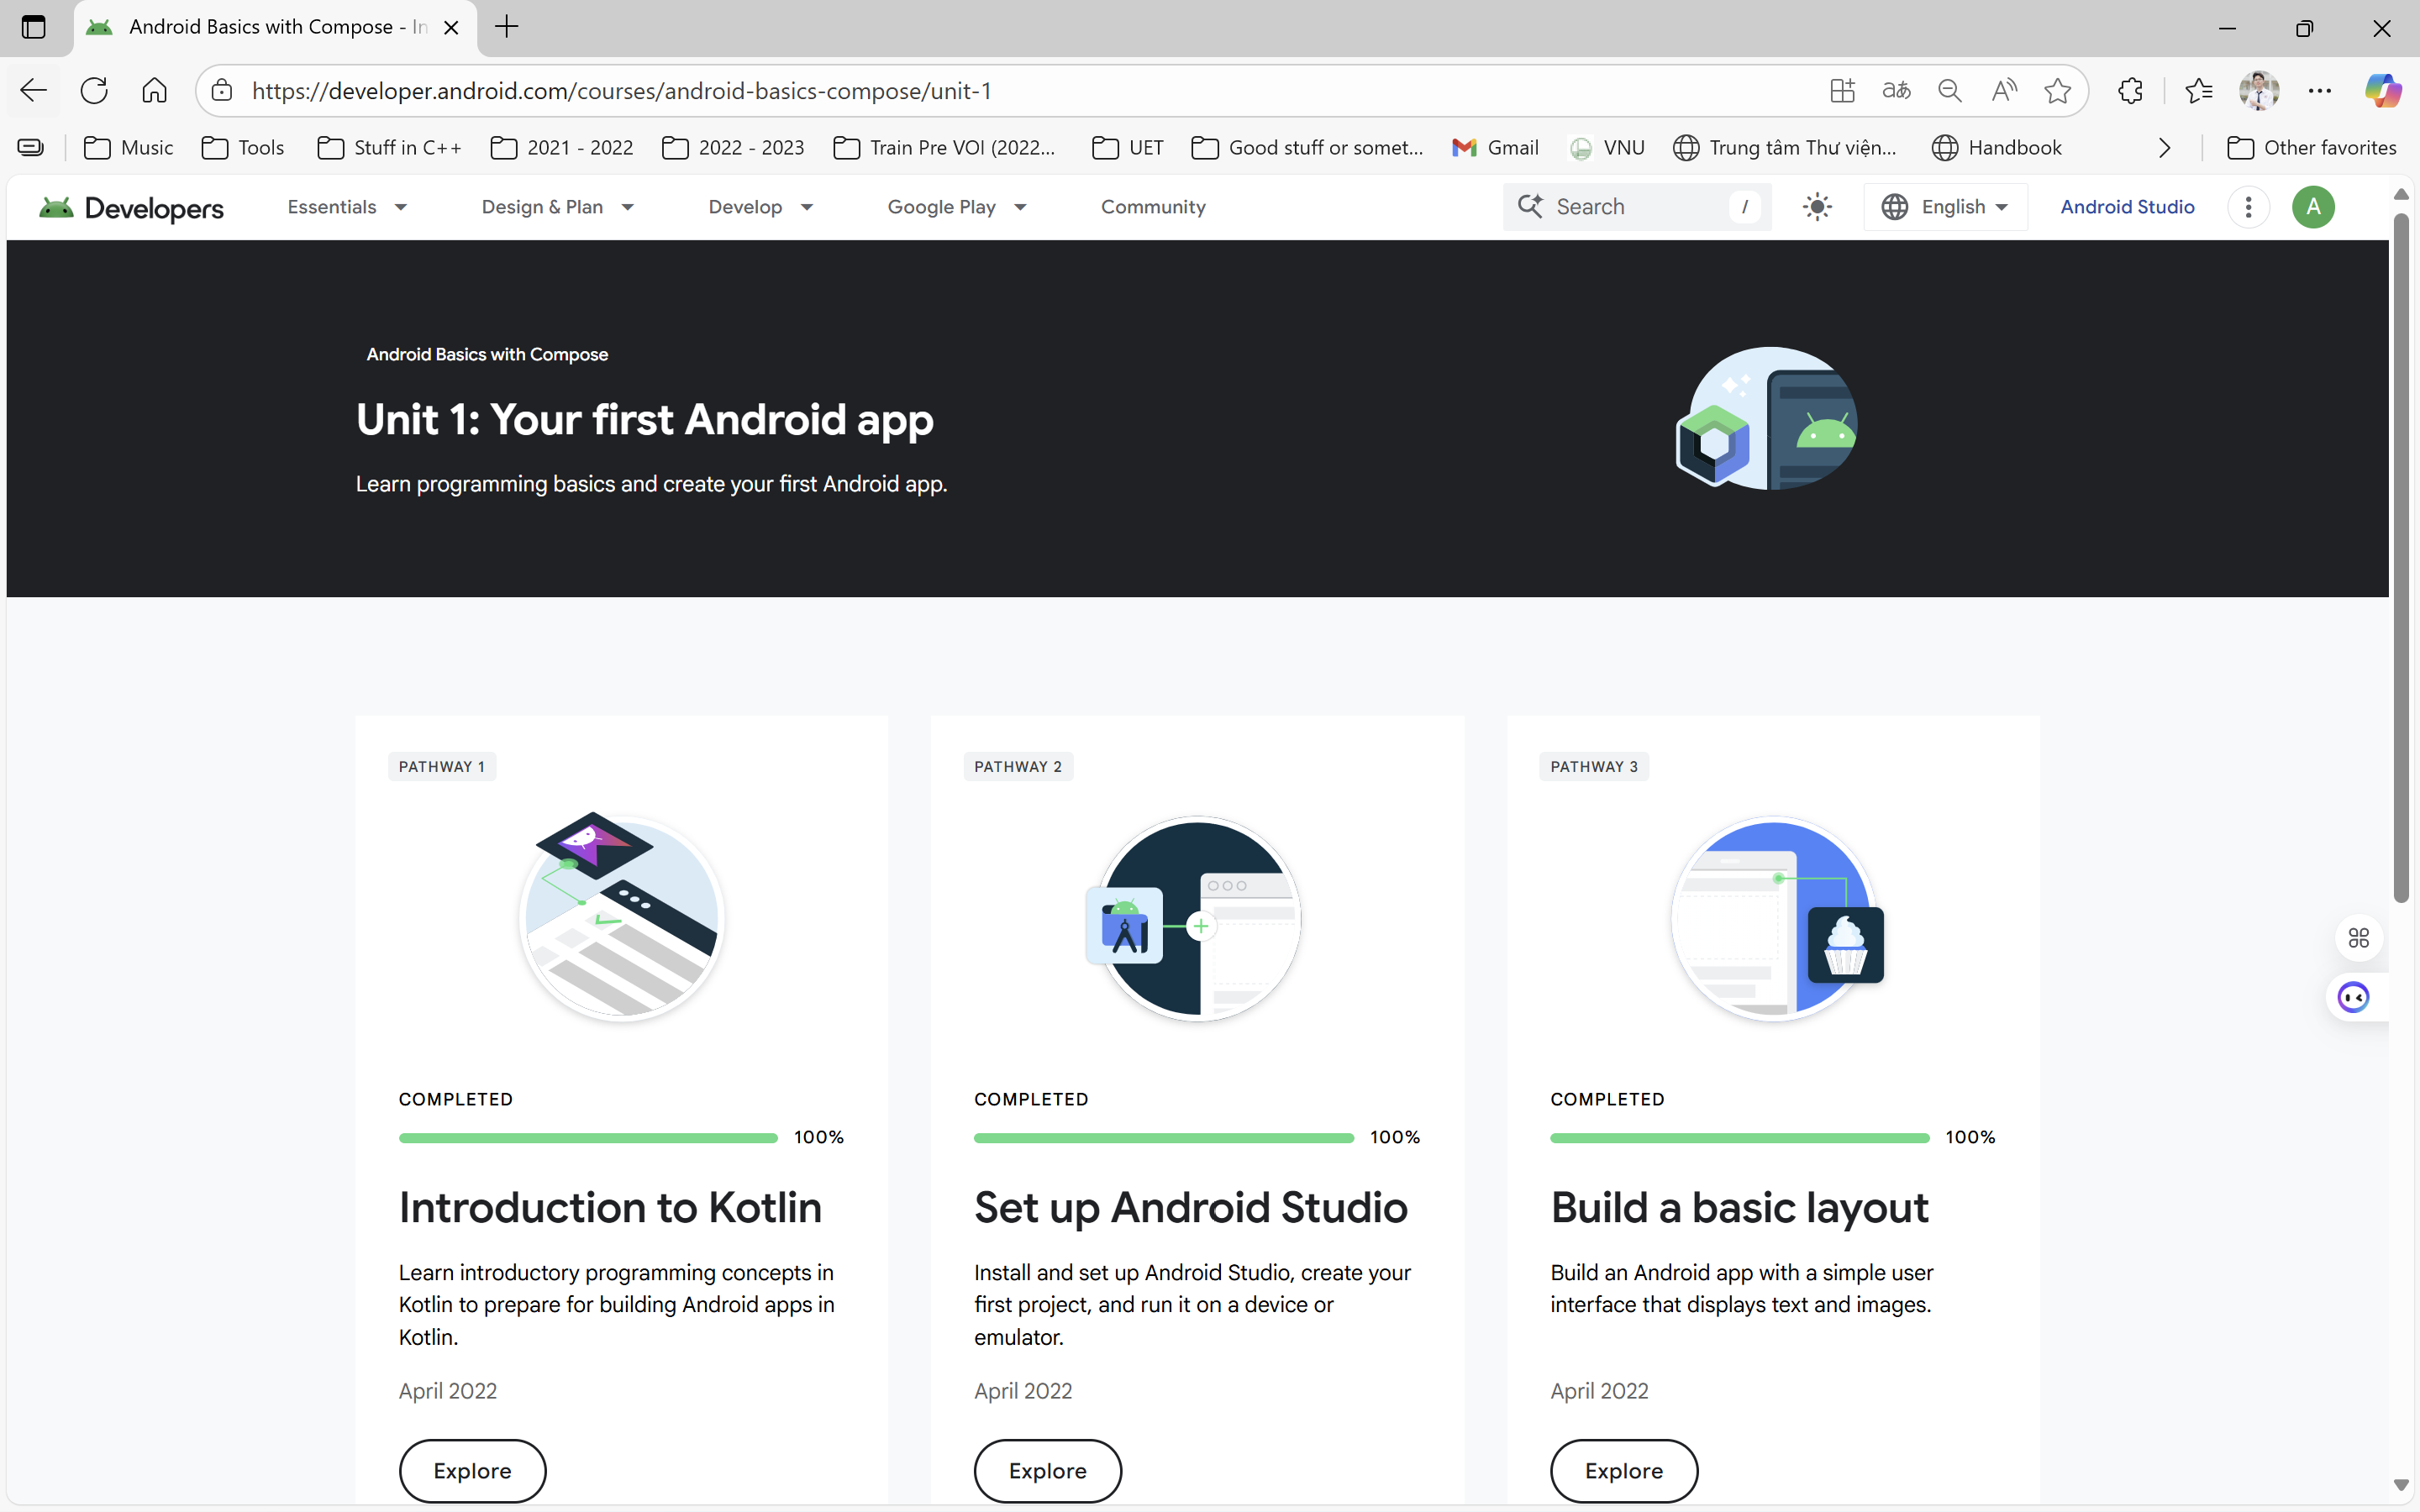 Android Basics with Compose - In
https://developer.android.com/courses/android-basics-compose/unit-1
Music
Tools
Stuff in C++
2021 - 2022
2022 - 2023
Train Pre VOI (2022...
UET
Good stuff or somet...
Gmail
VNU
Trung tâm Thư viện...
Handbook
Other favorites
Developers
Essentials
Design & Plan
Develop
Google Play
Community
Search
/
English
Android Studio
A
Android Basics with Compose
Unit 1: Your first Android app
Learn programming basics and create your first Android app.
PATHWAY 1
COMPLETED
100%
Introduction to Kotlin
Learn introductory programming concepts in
Kotlin to prepare for building Android apps in
Kotlin.
April 2022
Explore
PATHWAY 2
COMPLETED
100%
Set up Android Studio
Install and set up Android Studio, create your
first project, and run it on a device or
emulator.
April 2022
Explore
PATHWAY 3
COMPLETED
100%
Build a basic layout
Build an Android app with a simple user
interface that displays text and images.
April 2022
Explore